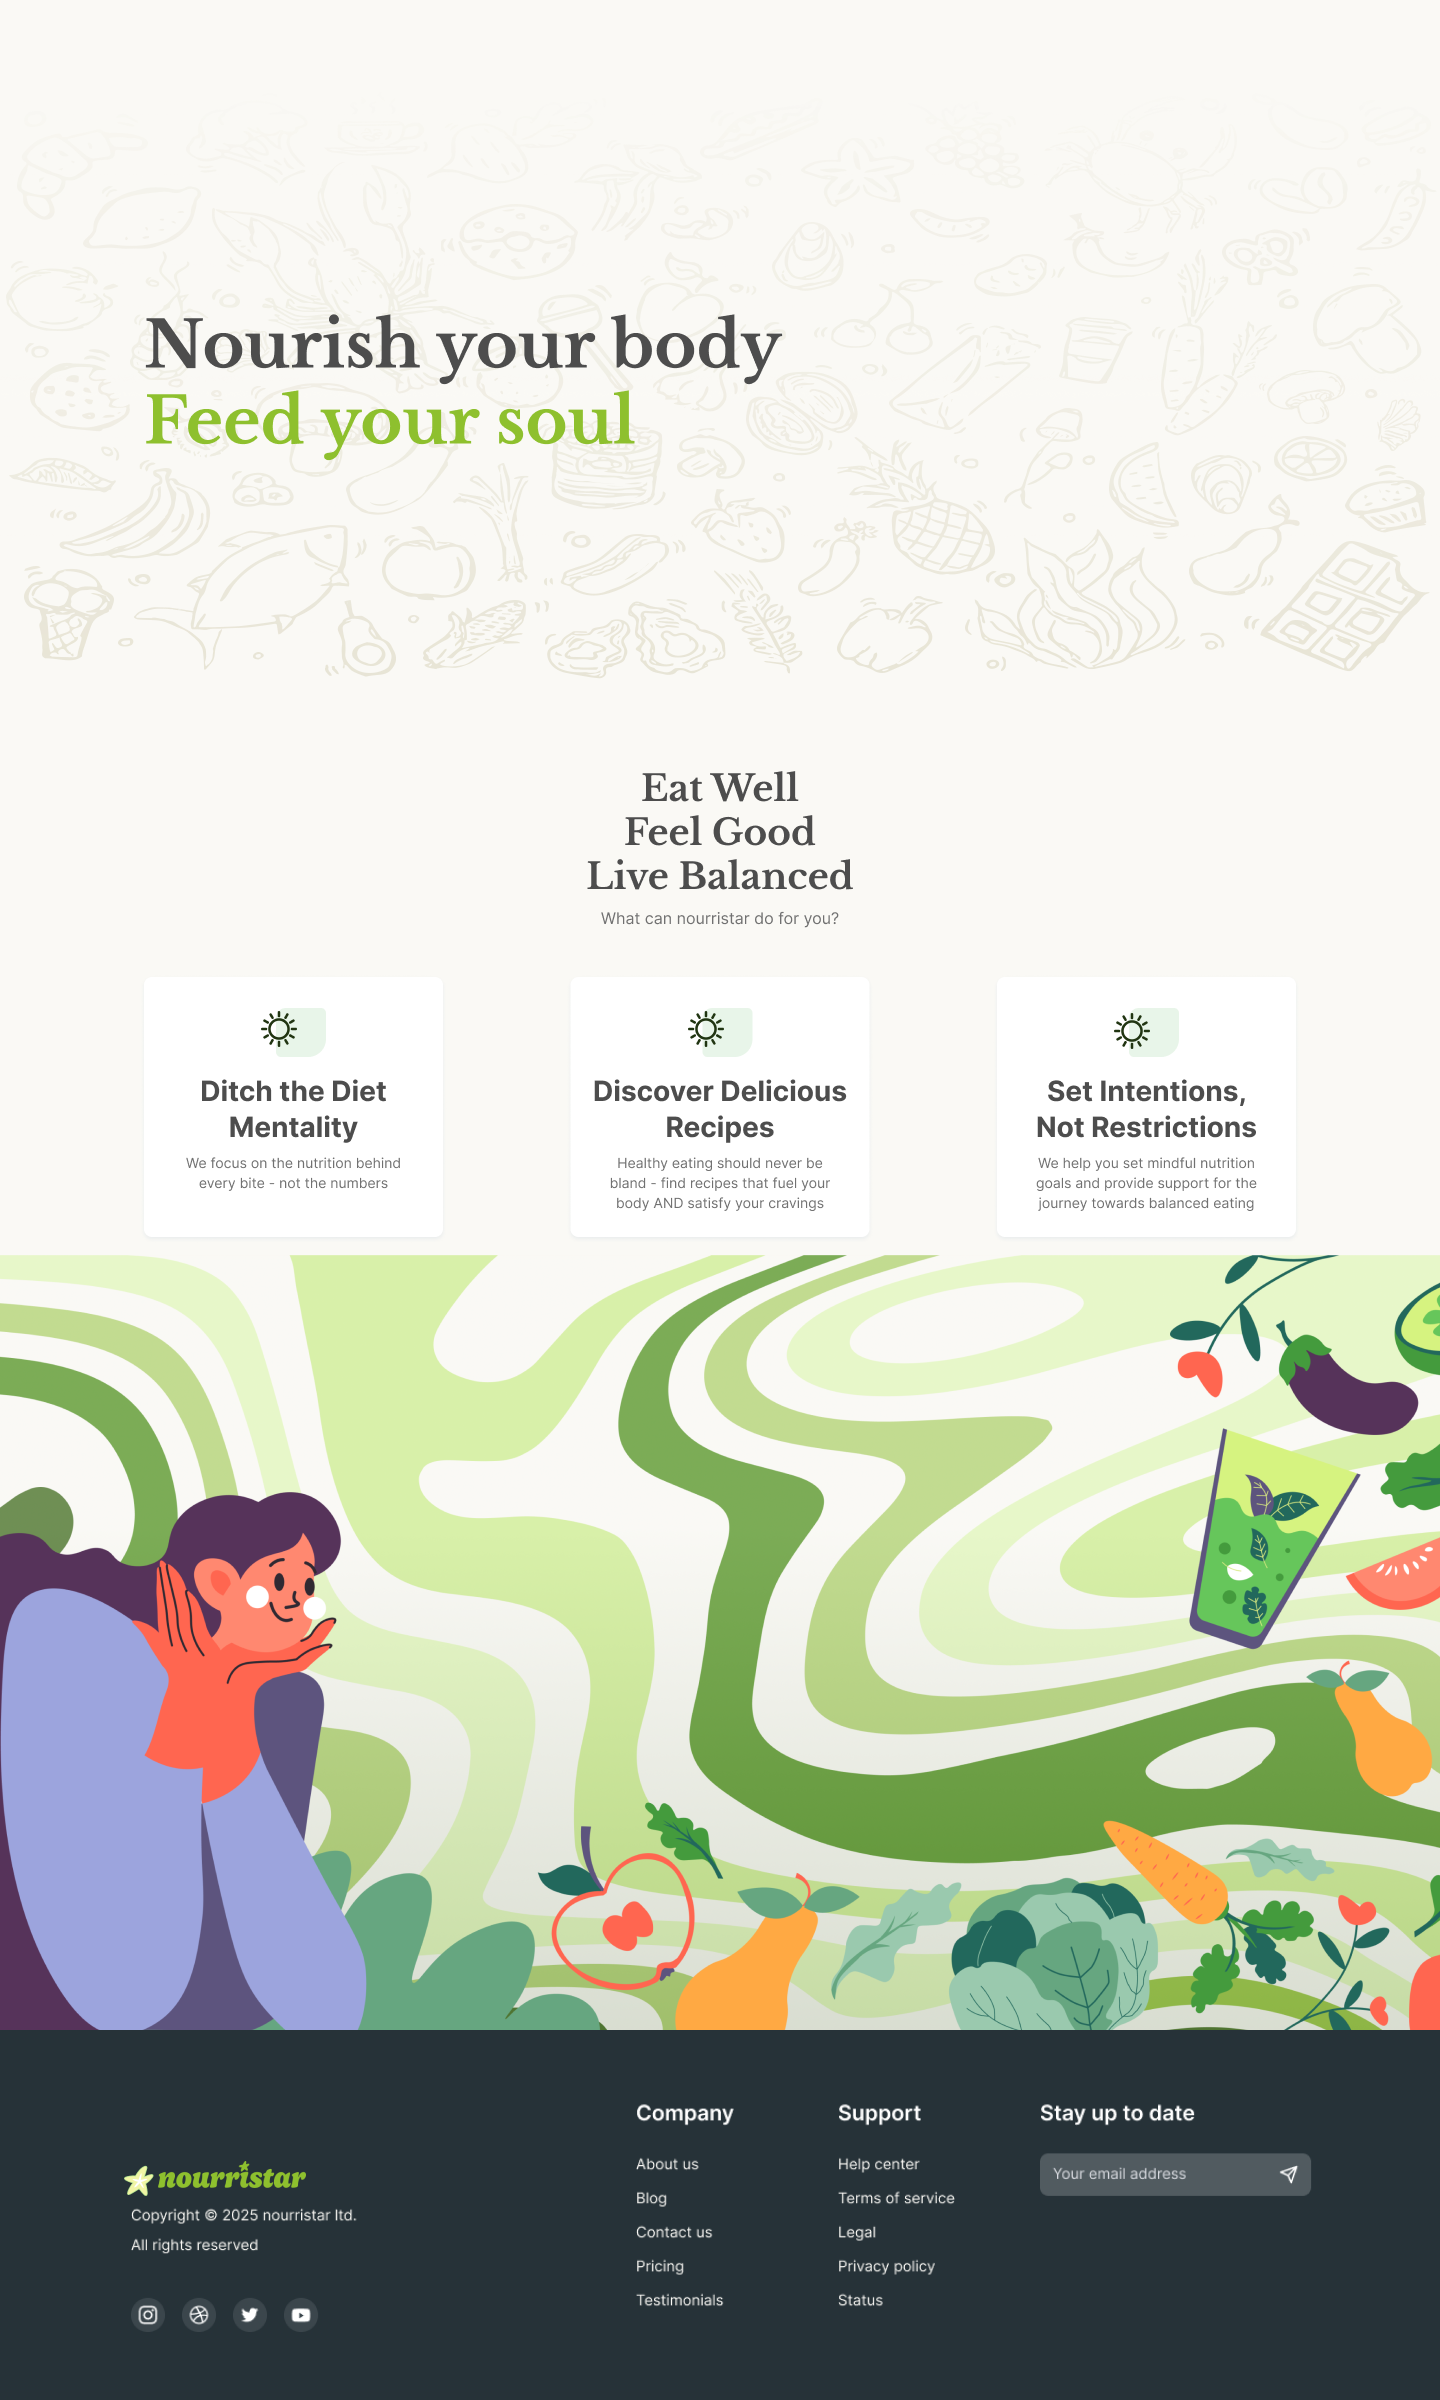 Nourish your body
Feed your soul
Eat Well
Feel Good
Live Balanced
What can nourristar do for you?
Ditch the Diet
Mentality
We focus on the nutrition behind
every bite - not the numbers
Discover Delicious
Recipes
Healthy eating should never be
bland - find recipes that fuel your
body AND satisfy your cravings
Set Intentions,
Not Restrictions
We help you set mindful nutrition
goals and provide support for the
journey towards balanced eating
nourristar
Copyright © 2025 nourristar ltd.
All rights reserved
Company
About us
Blog
Contact us
Pricing
Testimonials
Support
Help center
Terms of service
Legal
Privacy policy
Status
Stay up to date
Your email address